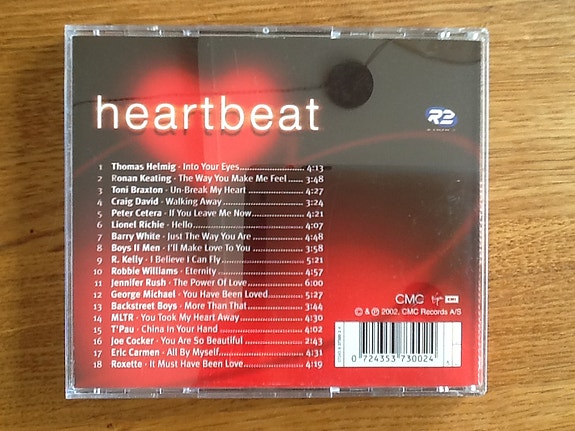 heartbeat
R2
1 Thomas Helmig - Into Your Eyes 4:13
2 Ronan Keating - The Way You Make Me Feel 3:48
3 Toni Braxton - Un-Break My Heart 4:27
4 Craig David - Walking Away 3:24
5 Peter Cetera - If You Leave Me Now 4:21
6 Lionel Richie - Hello 4:07
7 Barry White - Just The Way You Are 4:48
8 Boys II Men - I'll Make Love To You 3:58
9 R. Kelly - I Believe I Can Fly 5:21
10 Robbie Williams - Eternity 4:57
11 Jennifer Rush - The Power Of Love 6:00
12 George Michael - You Have Been Loved 5:27
13 Backstreet Boys - More Than That 3:44
14 MLTR - You Took My Heart Away 4:30
15 T'Pau - China In Your Hand 4:02
16 Joe Cocker - You Are So Beautiful 2:43
17 Eric Carmen - All By Myself 4:31
18 Roxette - It Must Have Been Love 4:19
CMC Virgin EMI
© & ℗ 2002, CMC Records A/S
0 724353 730024